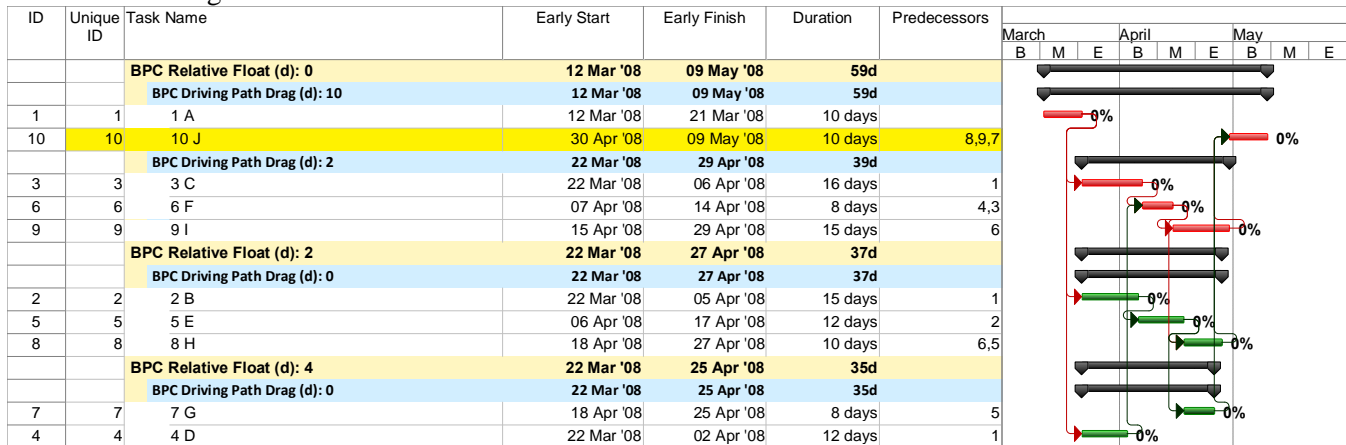 ID Unique ID Task Name Early Start Early Finish Duration Predecessors
March April May
B M E B M E B M E
BPC Relative Float (d): 0 12 Mar '08 09 May '08 59d
BPC Driving Path Drag (d): 10 12 Mar '08 09 May '08 59d
1 1 1 A 12 Mar '08 21 Mar '08 10 days 0%
10 10 10 J 30 Apr '08 09 May '08 10 days 8,9,7 0%
BPC Driving Path Drag (d): 2 22 Mar '08 29 Apr '08 39d
3 3 3 C 22 Mar '08 06 Apr '08 16 days 1 0%
6 6 6 F 07 Apr '08 14 Apr '08 8 days 4,3 0%
9 9 9 I 15 Apr '08 29 Apr '08 15 days 6 0%
BPC Relative Float (d): 2 22 Mar '08 27 Apr '08 37d
BPC Driving Path Drag (d): 0 22 Mar '08 27 Apr '08 37d
2 2 2 B 22 Mar '08 05 Apr '08 15 days 1 0%
5 5 5 E 06 Apr '08 17 Apr '08 12 days 2 0%
8 8 8 H 18 Apr '08 27 Apr '08 10 days 6,5 0%
BPC Relative Float (d): 4 22 Mar '08 25 Apr '08 35d
BPC Driving Path Drag (d): 0 22 Mar '08 25 Apr '08 35d
7 7 7 G 18 Apr '08 25 Apr '08 8 days 5 0%
4 4 4 D 22 Mar '08 02 Apr '08 12 days 1 0%